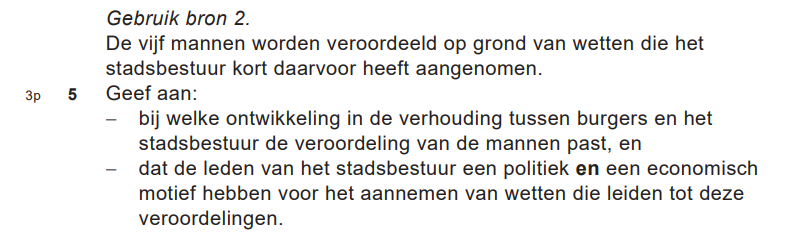 Gebruik bron 2.
De vijf mannen worden veroordeeld op grond van wetten die het
stadsbestuur kort daarvoor heeft aangenomen.
3p 5 Geef aan:
– bij welke ontwikkeling in de verhouding tussen burgers en het
stadsbestuur de veroordeling van de mannen past, en
– dat de leden van het stadsbestuur een politiek en een economisch
motief hebben voor het aannemen van wetten die leiden tot deze
veroordelingen.